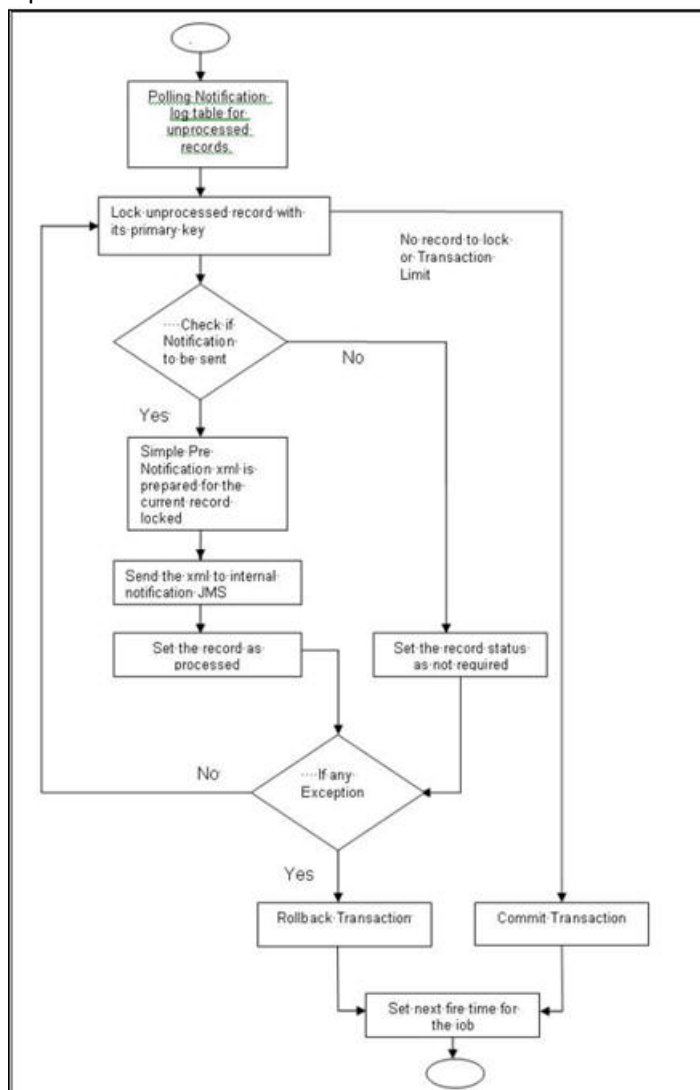 Polling Notification
log table for
unprocessed
records.
Lock unprocessed record with
its primary key
No record to lock
or Transaction
Limit
Check if
Notification
to be sent
No
Yes
Simple Pre
Notification xml is
prepared for the
current record
locked
Send the xml to internal
notification JMS
Set the record as
processed
Set the record status
as not required
No
If any
Exception
Yes
Rollback Transaction
Commit Transaction
Set next fire time for
the job